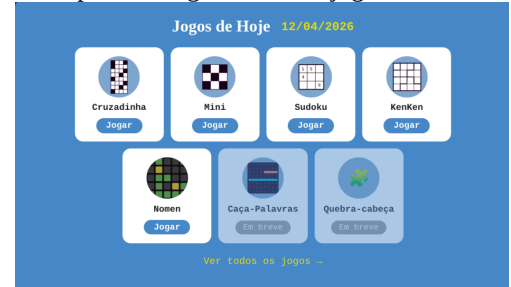 Jogos de Hoje 12/04/2026
Cruzadinha Mini Sudoku KenKen
Jogar Jogar Jogar Jogar
Nomen Caça-Palavras Quebra-cabeça
Jogar Em breve Em breve
Ver todos os jogos →